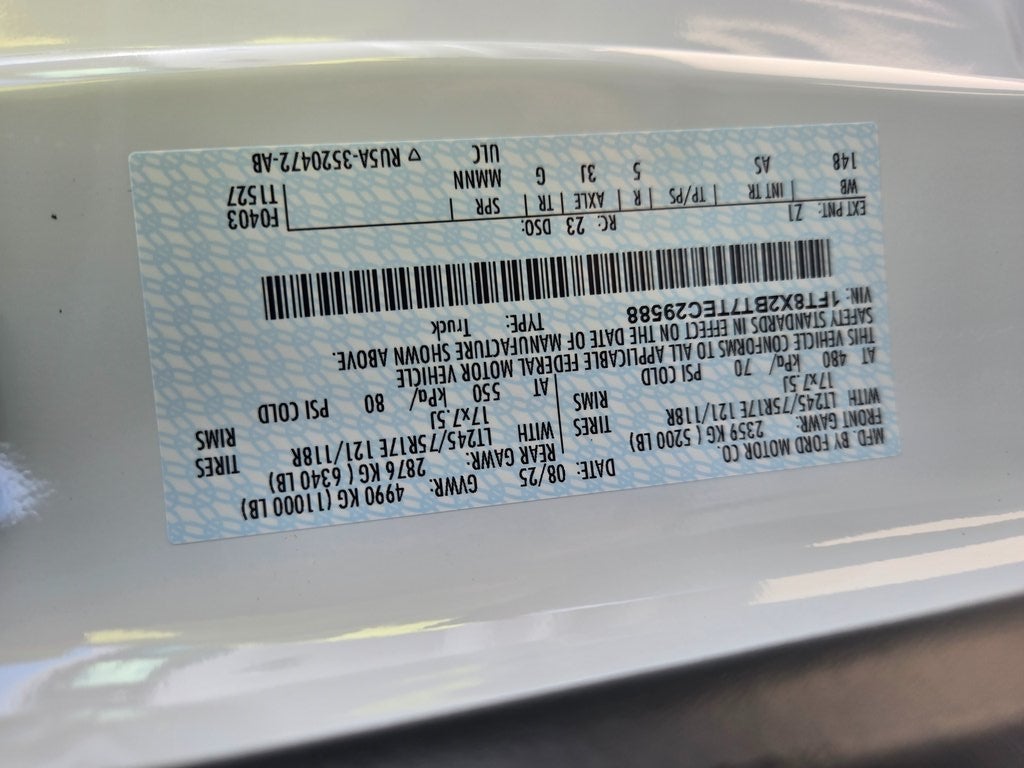 MFD. BY FORD MOTOR CO.
DATE: 08/25 GVWR: 4990 KG (11000 LB)
FRONT GAWR: 2359 KG (5200 LB) REAR GAWR: 2876 KG (6340 LB)
WITH LT245/75R17E 121/118R TIRES WITH LT245/75R17E 121/118R TIRES
17x7.5J RIMS 17x7.5J RIMS
AT 480 kPa/ 70 PSI COLD AT 550 kPa/ 80 PSI COLD
THIS VEHICLE CONFORMS TO ALL APPLICABLE FEDERAL MOTOR VEHICLE
SAFETY STANDARDS IN EFFECT ON THE DATE OF MANUFACTURE SHOWN ABOVE.
VIN: 1FT8X2BT7TEC29588 TYPE: Truck
EXT PNT: Z1 RC: 23 DSO: F0403
WB | INT TR | TP/PS | R | AXLE | TR | SPR | T1527
148 AS 5 31 G MMNN
ULC ▽ RU5A-3520472-AB